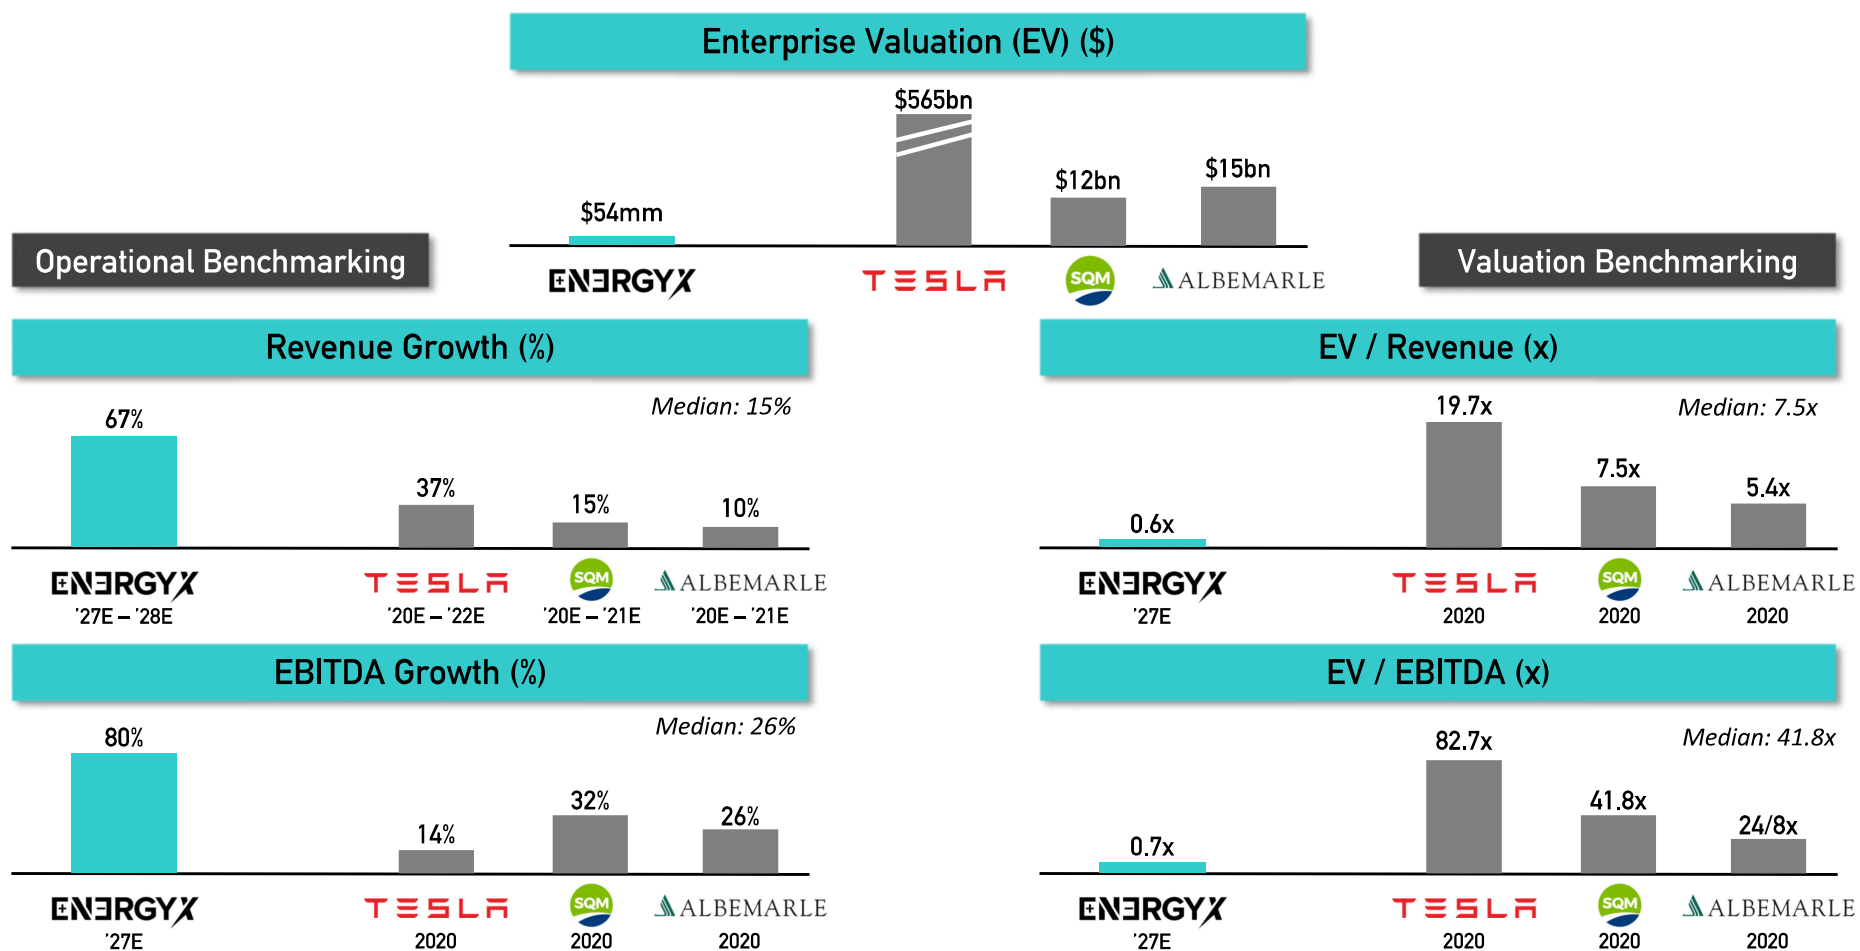 Enterprise Valuation (EV) ($)
$54mm
$565bn
$12bn
$15bn
ENERGYX
TESLA
SQM
ALBEMARLE
Operational Benchmarking
Valuation Benchmarking
Revenue Growth (%)
Median: 15%
67%
37%
15%
10%
ENERGYX
TESLA
SQM
ALBEMARLE
'27E – '28E
'20E – '22E
'20E – '21E
'20E – '21E
EV / Revenue (x)
Median: 7.5x
0.6x
19.7x
7.5x
5.4x
ENERGYX
TESLA
SQM
ALBEMARLE
'27E
2020
2020
2020
EBITDA Growth (%)
Median: 26%
80%
14%
32%
26%
ENERGYX
TESLA
SQM
ALBEMARLE
'27E
2020
2020
2020
EV / EBITDA (x)
Median: 41.8x
0.7x
82.7x
41.8x
24/8x
ENERGYX
TESLA
SQM
ALBEMARLE
'27E
2020
2020
2020